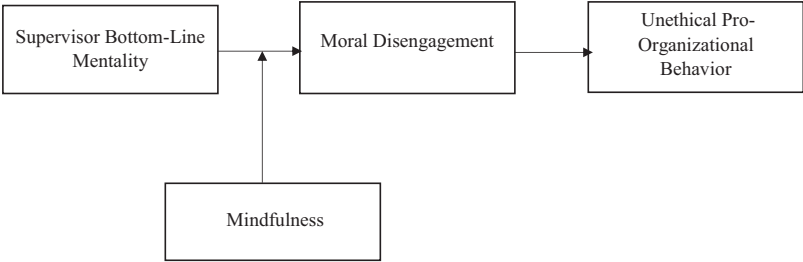 Supervisor Bottom-Line
Mentality
Moral Disengagement
Unethical Pro-
Organizational
Behavior
Mindfulness